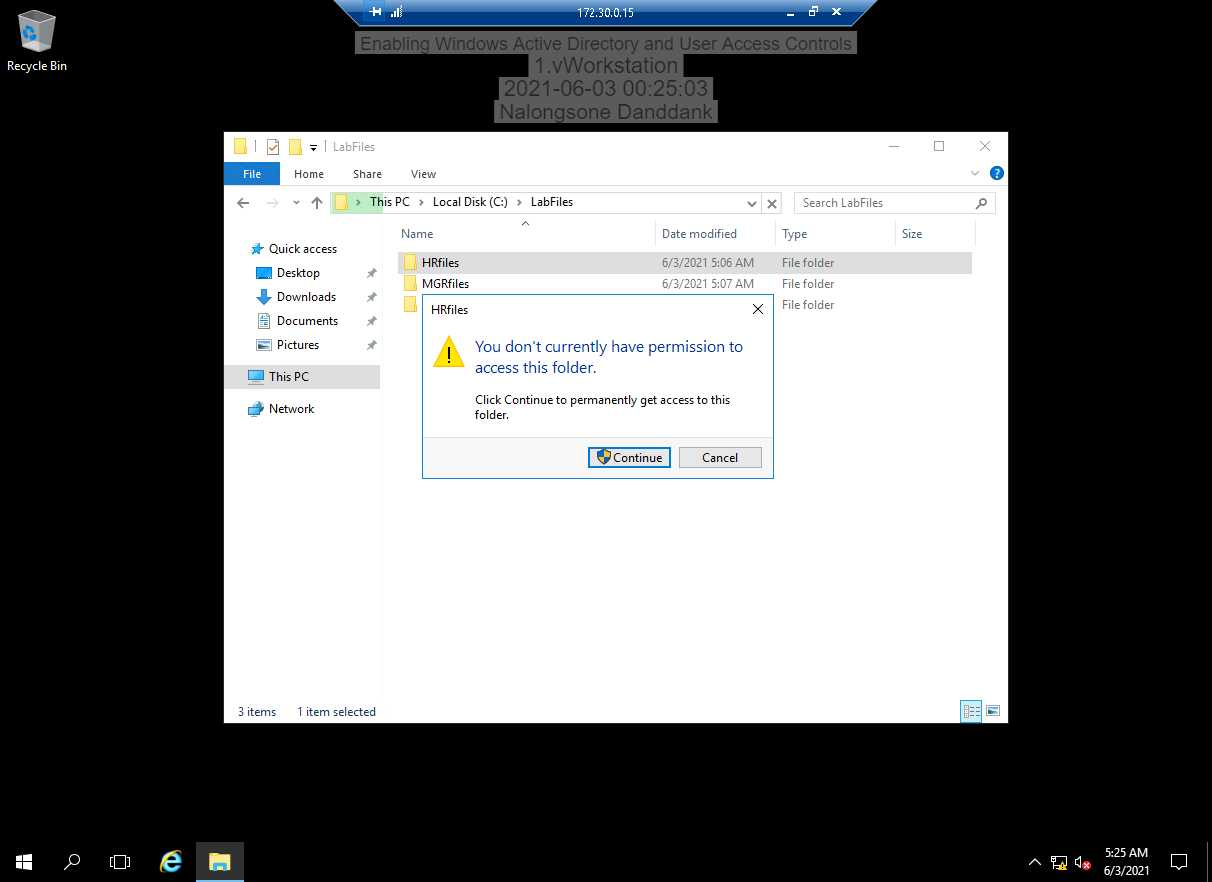 172.30.0.15
Recycle Bin
Enabling Windows Active Directory and User Access Controls
1.vWorkstation
2021-06-03 00:25:03
Nalongsone Danddank
LabFiles
File Home Share View
This PC > Local Disk (C:) > LabFiles
Search LabFiles
Name Date modified Type Size
Quick access
Desktop
Downloads
Documents
Pictures
This PC
Network
HRfiles 6/3/2021 5:06 AM File folder
MGRfiles 6/3/2021 5:07 AM File folder
File folder
HRfiles
You don't currently have permission to
access this folder.
Click Continue to permanently get access to this
folder.
Continue Cancel
3 items 1 item selected
5:25 AM
6/3/2021